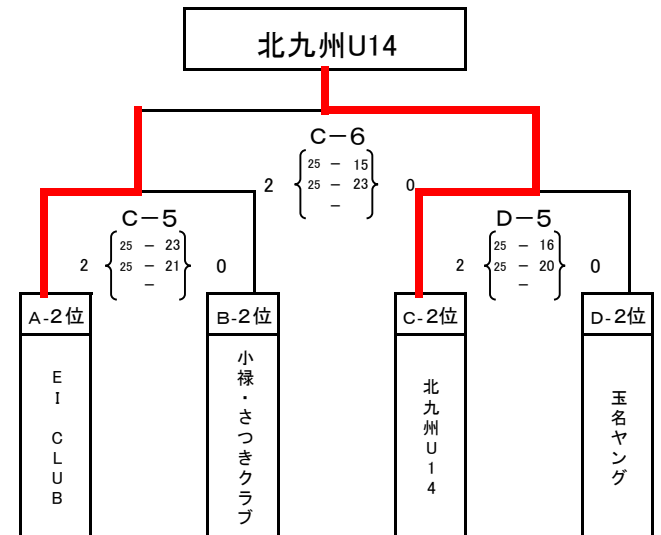 北九州U14
C－6
25 － 15
2 25 － 23 0
－
C－5 D－5
25 － 23 25 － 16
2 25 － 21 0 2 25 － 20 0
－ －
A-2位 B-2位 C-2位 D-2位
EI CLUB
小禄・さつきクラブ
北九州U14
玉名ヤング